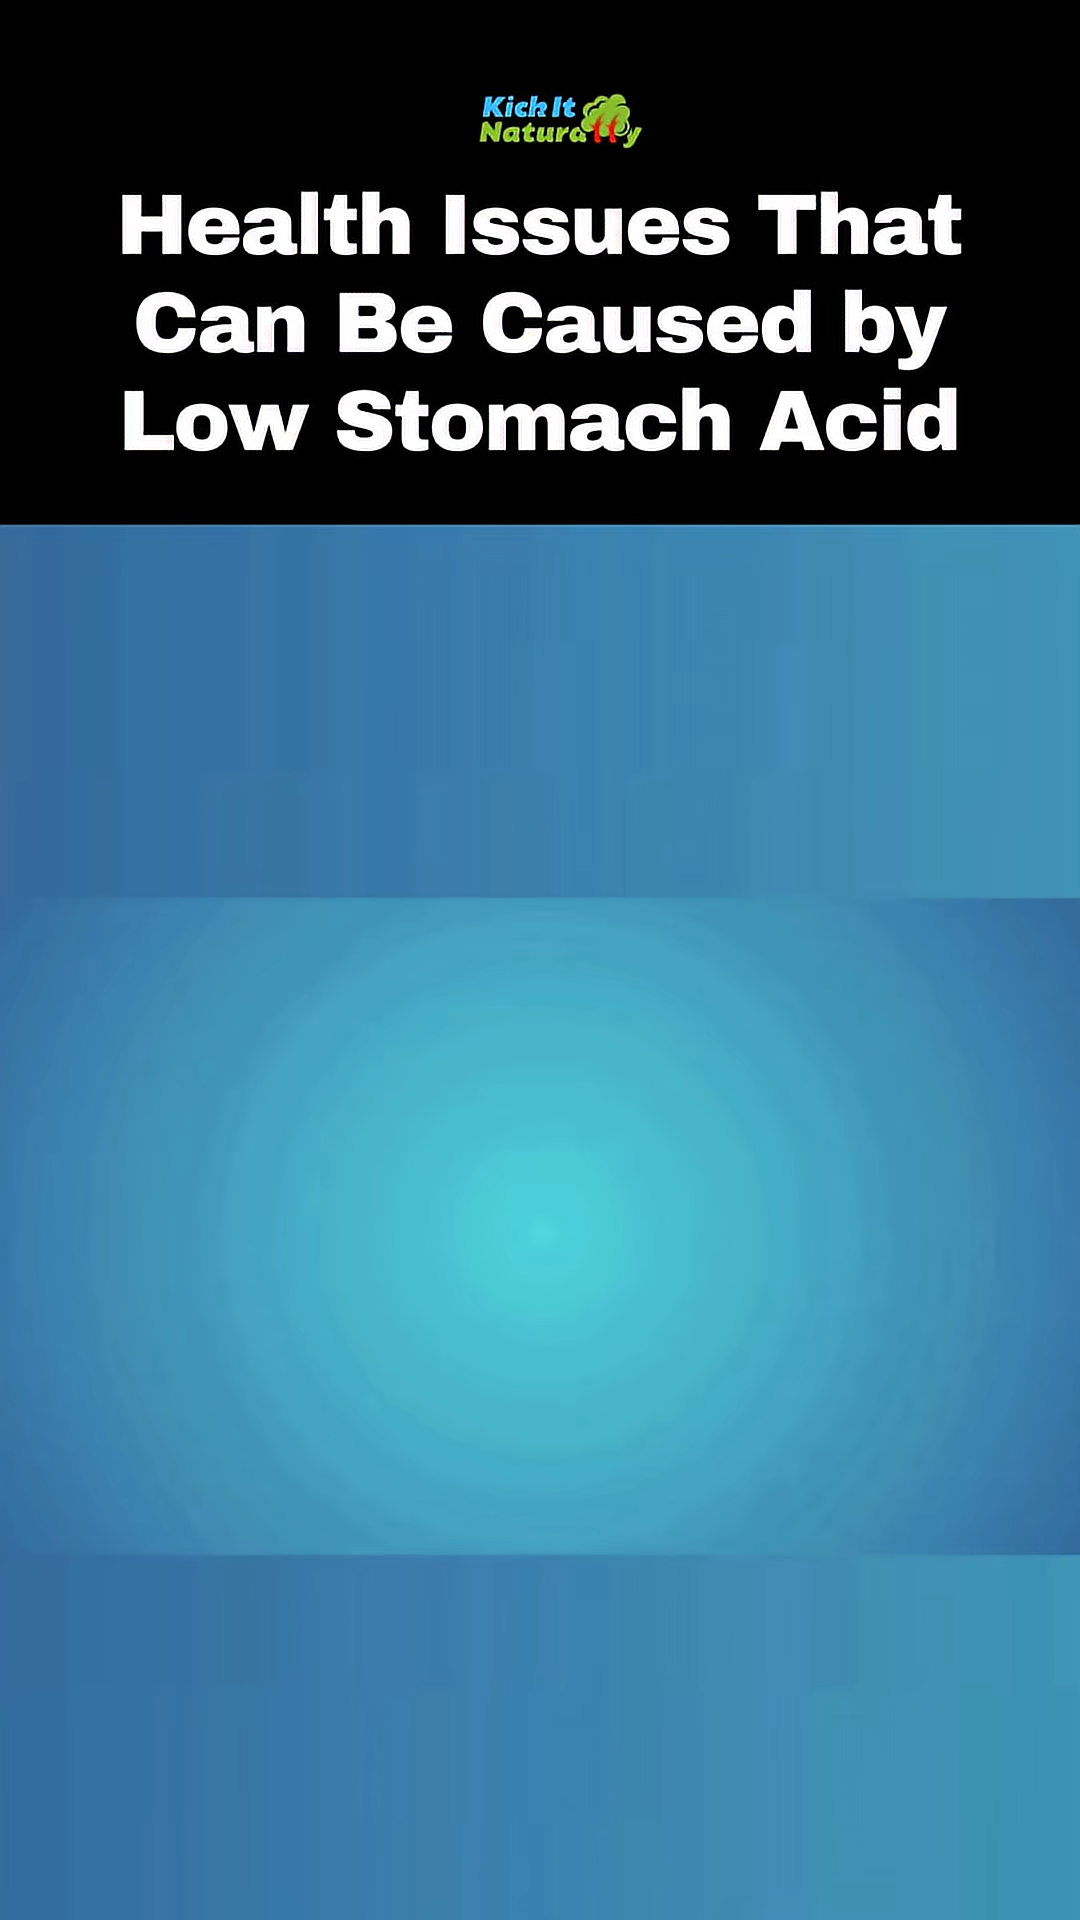 Kick It
Naturally
Health Issues That
Can Be Caused by
Low Stomach Acid